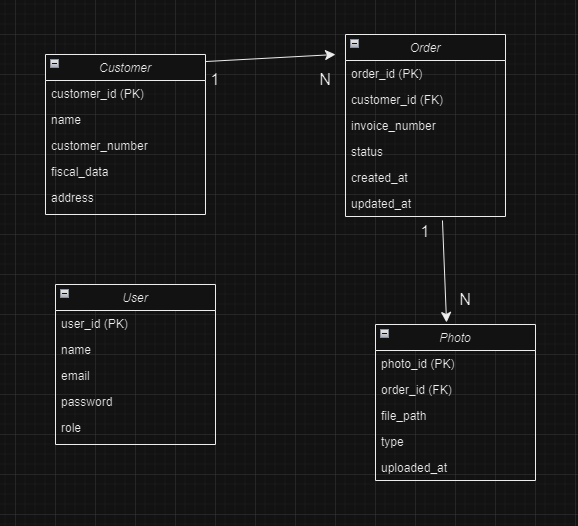 Customer
customer_id (PK)
name
customer_number
fiscal_data
address
1
N
Order
order_id (PK)
customer_id (FK)
invoice_number
status
created_at
updated_at
1
N
User
user_id (PK)
name
email
password
role
Photo
photo_id (PK)
order_id (FK)
file_path
type
uploaded_at